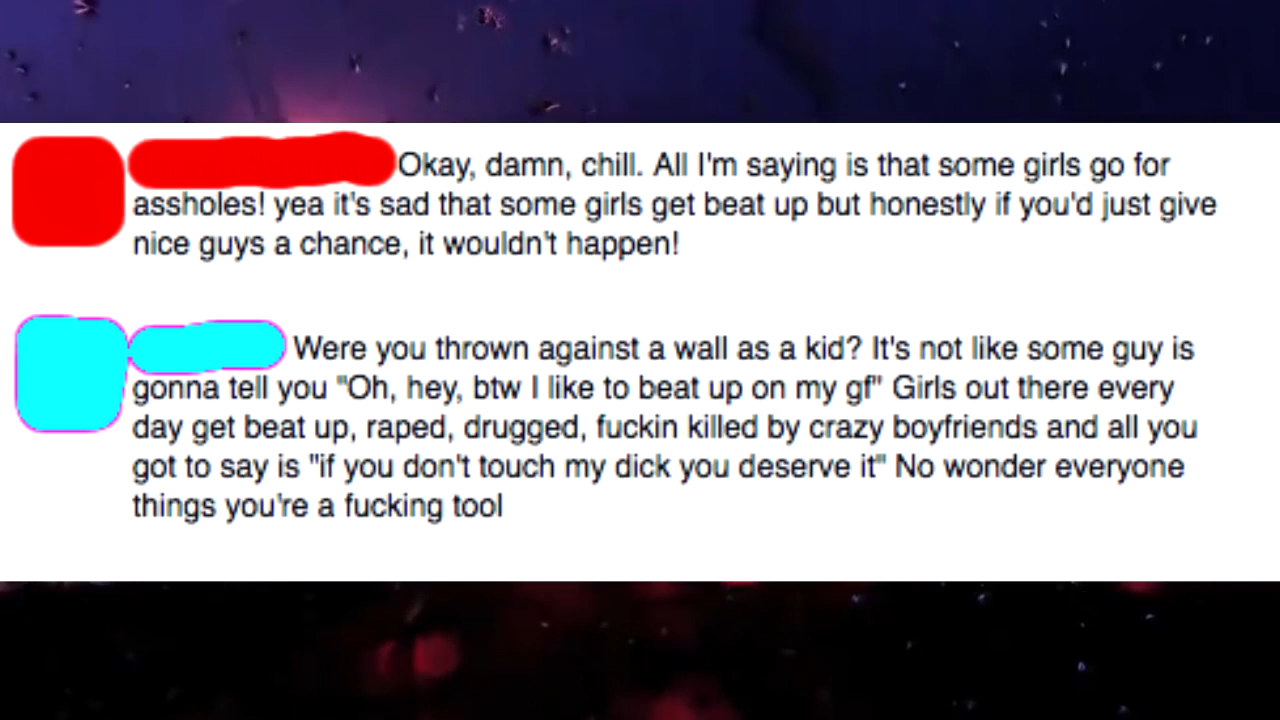 Okay, damn, chill. All I'm saying is that some girls go for
assholes! yea it's sad that some girls get beat up but honestly if you'd just give
nice guys a chance, it wouldn't happen!
Were you thrown against a wall as a kid? It's not like some guy is
gonna tell you "Oh, hey, btw I like to beat up on my gf" Girls out there every
day get beat up, raped, drugged, fuckin killed by crazy boyfriends and all you
got to say is "if you don't touch my dick you deserve it" No wonder everyone
things you're a fucking tool